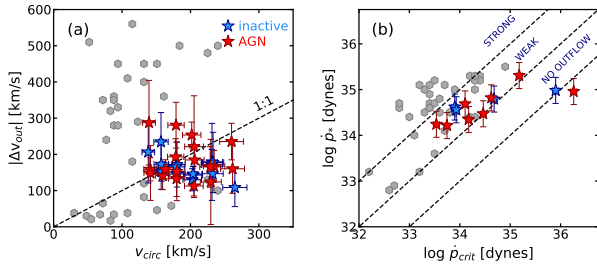 (a)
inactive
AGN
1:1
600
500
400
300
200
100
0
|Δv_out| [km/s]
0 100 200 300
v_circ [km/s]
(b)
STRONG
WEAK
NO OUTFLOW
36
35
34
33
32
log ṗ_* [dynes]
32 33 34 35 36
log ṗ_crit [dynes]